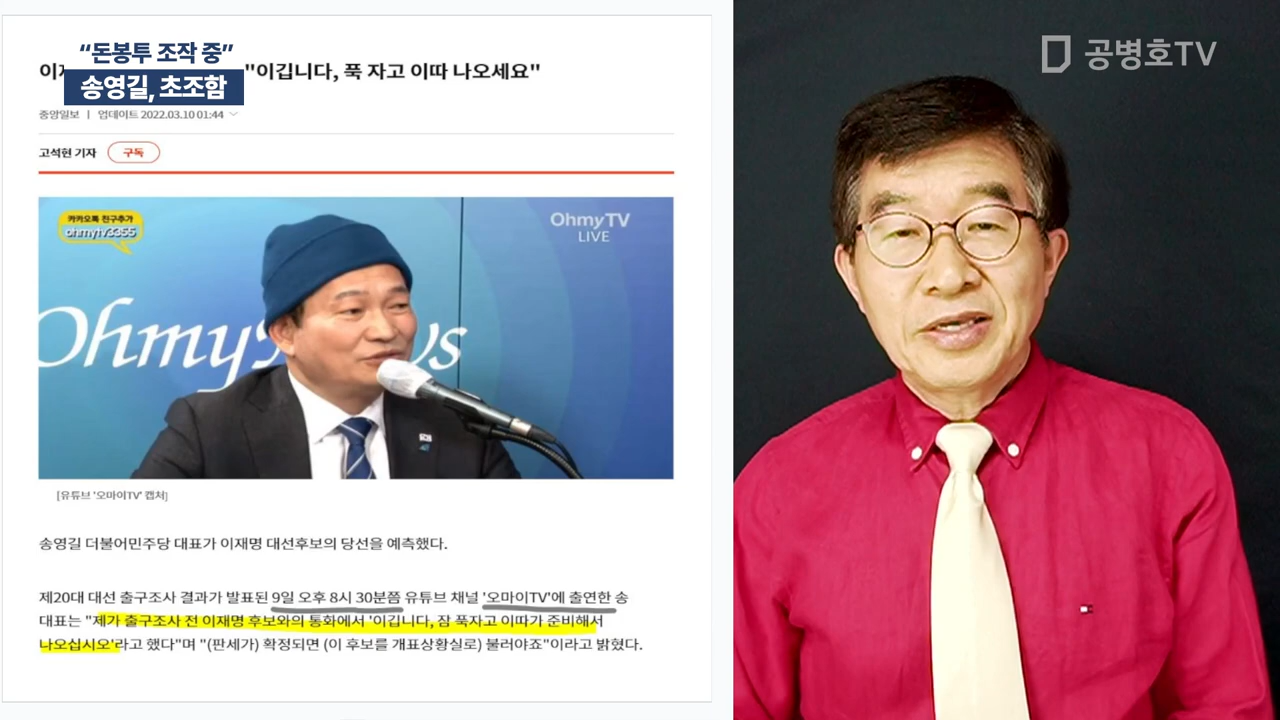 "돈봉투 조작 중"
송영길, 초조함
"이깁니다, 푹 자고 이따 나오세요"
중앙일보 | 업데이트 2022.03.10 01:44
고석현 기자 구독
카카오톡 친구추가
ohmytv3355
OhmyTV
LIVE
[유튜브 '오마이TV' 캡처]
송영길 더불어민주당 대표가 이재명 대선후보의 당선을 예측했다.
제20대 대선 출구조사 결과가 발표된 9일 오후 8시 30분쯤 유튜브 채널 '오마이TV'에 출연한 송
대표는 "제가 출구조사 전 이재명 후보와의 통화에서 '이깁니다, 잠 푹자고 이따가 준비해서
나오십시오'라고 했다"며 "(판세가) 확정되면 (이 후보를 개표상황실로) 불러야죠"이라고 밝혔다.
공병호TV